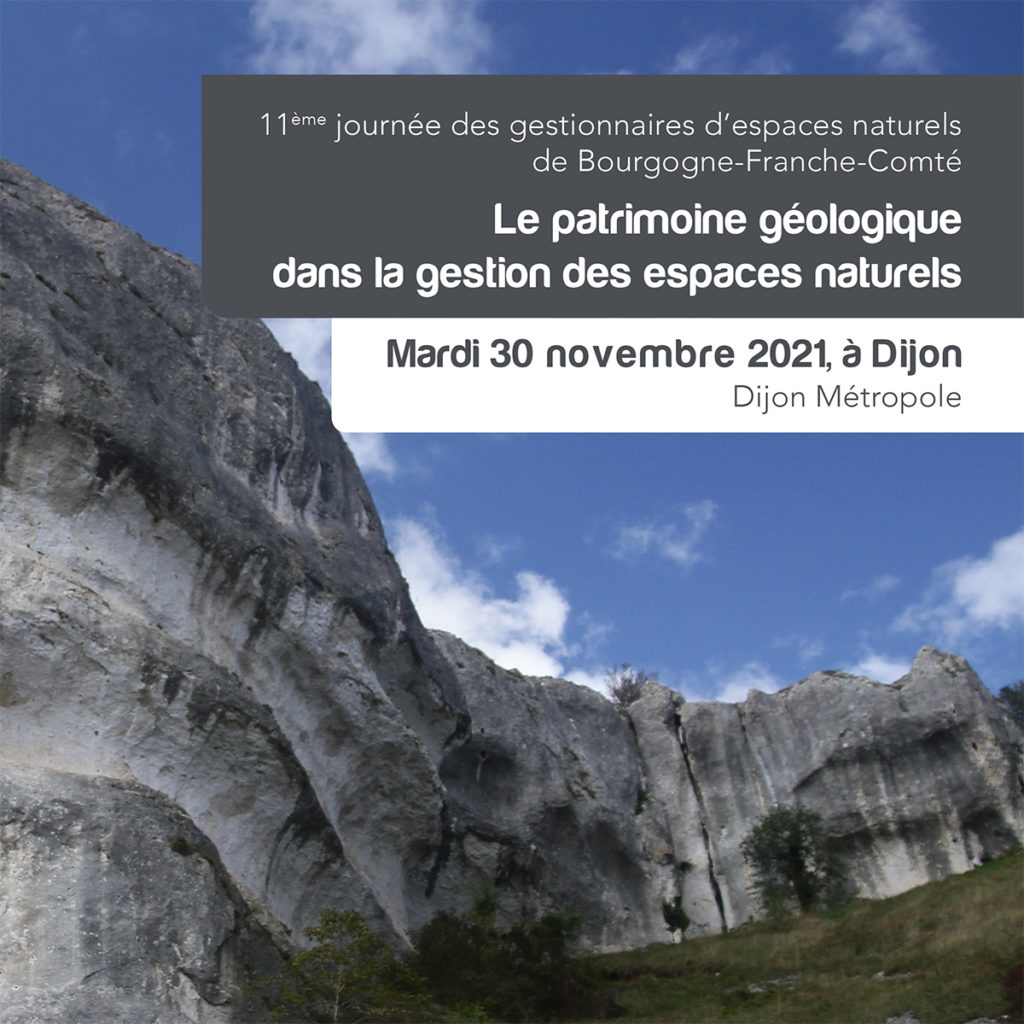 11ème journée des gestionnaires d'espaces naturels
de Bourgogne-Franche-Comté
Le patrimoine géologique
dans la gestion des espaces naturels
Mardi 30 novembre 2021, à Dijon
Dijon Métropole